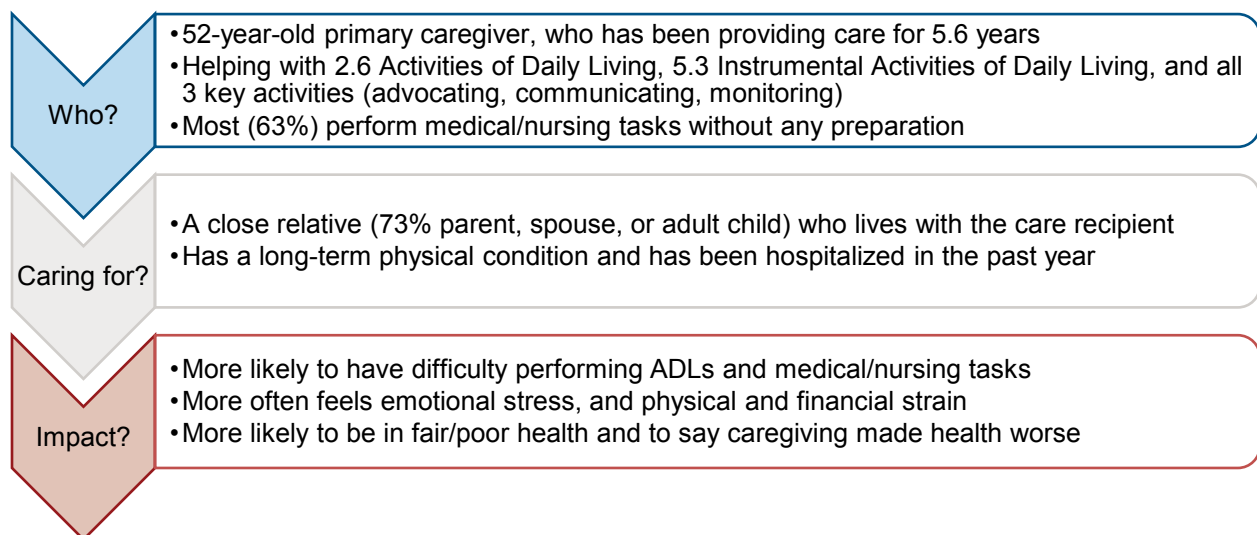 Who?
•52-year-old primary caregiver, who has been providing care for 5.6 years
•Helping with 2.6 Activities of Daily Living, 5.3 Instrumental Activities of Daily Living, and all
3 key activities (advocating, communicating, monitoring)
•Most (63%) perform medical/nursing tasks without any preparation
Caring for?
•A close relative (73% parent, spouse, or adult child) who lives with the care recipient
•Has a long-term physical condition and has been hospitalized in the past year
Impact?
•More likely to have difficulty performing ADLs and medical/nursing tasks
•More often feels emotional stress, and physical and financial strain
•More likely to be in fair/poor health and to say caregiving made health worse